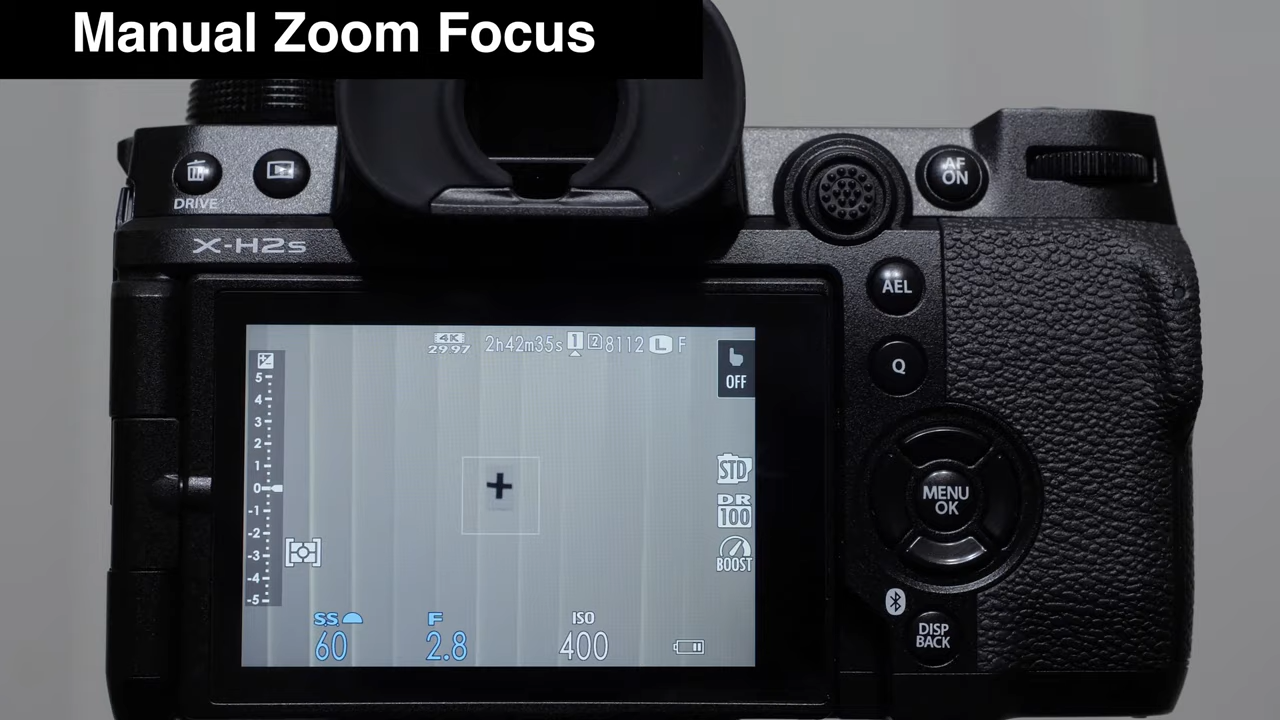 Manual Zoom Focus
AF
ON
DRIVE
X-H2S
AEL
4K
29.97
2h42m35s 1 2 8112 L F
OFF
Q
5
4
3
2
1
0
-1
-2
-3
-4
-5
STD
DR
100
BOOST
MENU
OK
SS
60
F
2.8
ISO
400
DISP
BACK